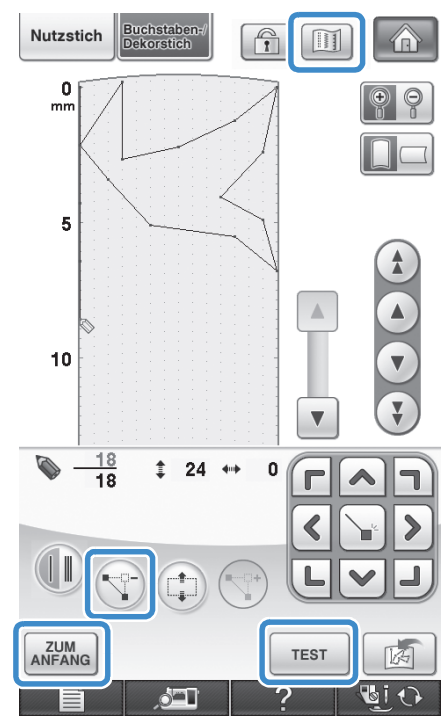 Nutzstich
Buchstaben-/
Dekorstich
0
mm
5
10
18
18
24
0
ZUM
ANFANG
TEST
?